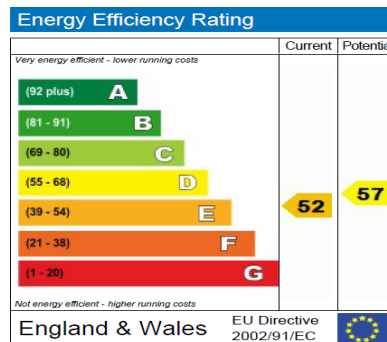 Energy Efficiency Rating
Current Potentia
Very energy efficient - lower running costs
(92 plus) A
(81 - 91) B
(69 - 80) C
(55 - 68) D
(39 - 54) E
(21 - 38) F
(1 - 20) G
52
57
Not energy efficient - higher running costs
England & Wales
EU Directive
2002/91/EC